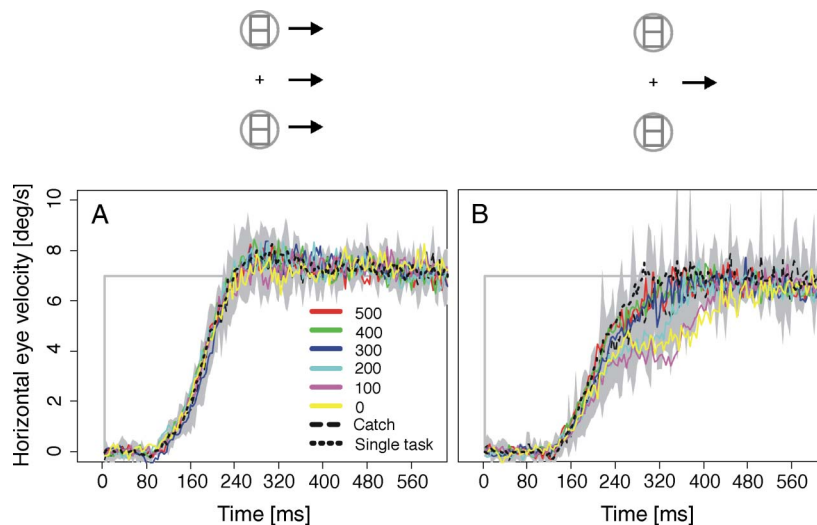 Horizontal eye velocity [deg/s]
10
8
6
4
2
0
A
500
400
300
200
100
0
Catch
Single task
B
0 80 160 240 320 400 480 560
0 80 160 240 320 400 480 560
Time [ms]
Time [ms]